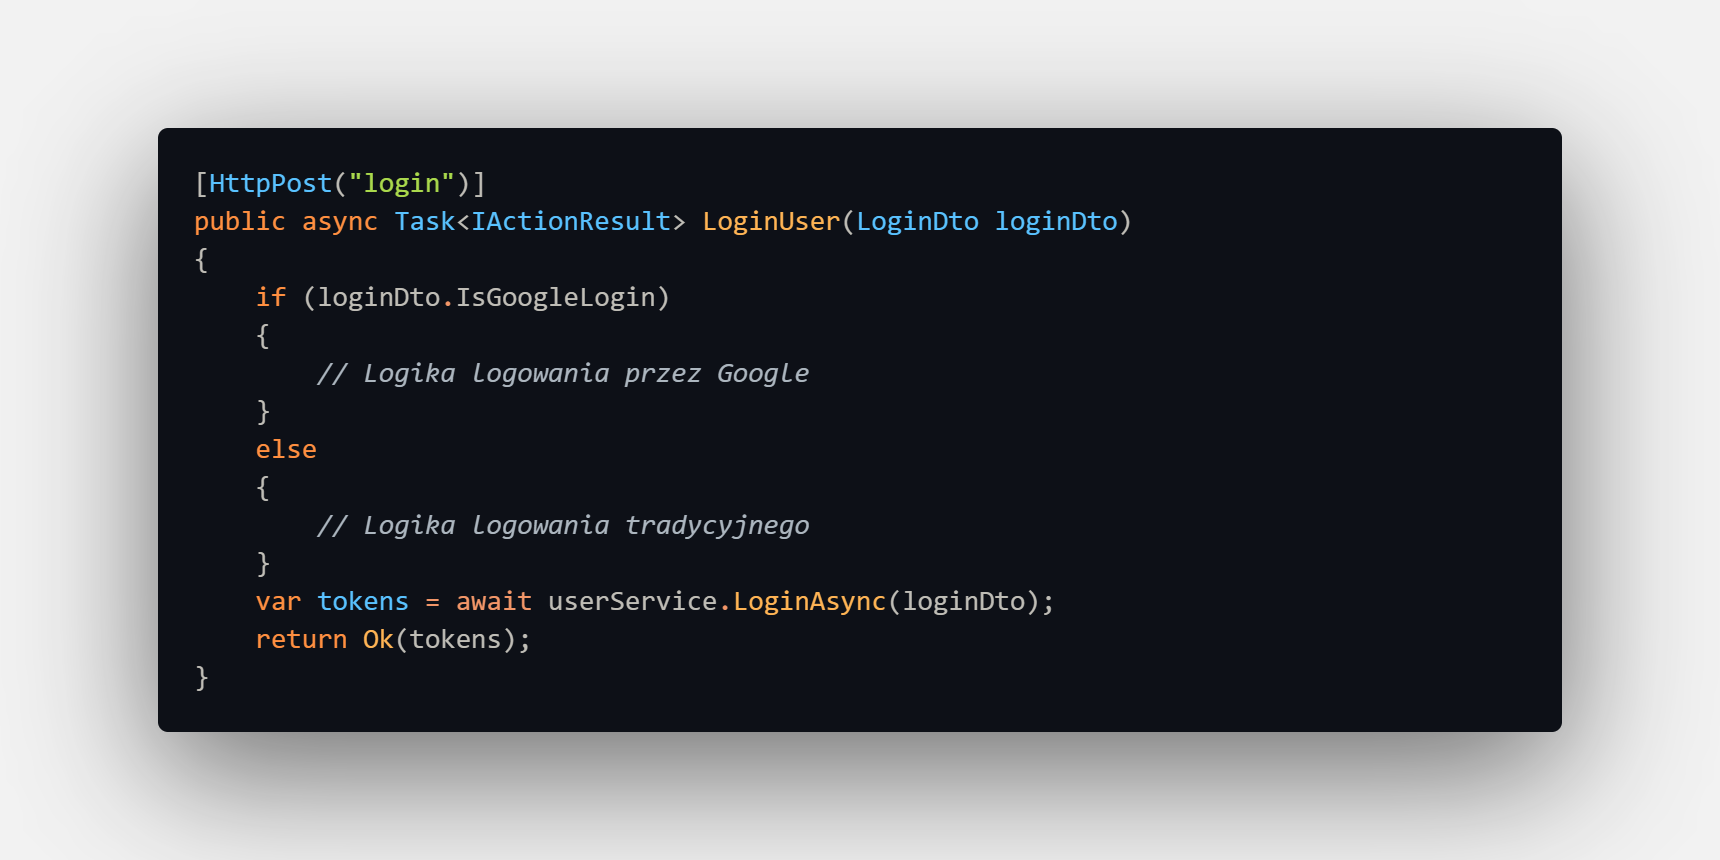 [HttpPost("login")]
public async Task<IActionResult> LoginUser(LoginDto loginDto)
{
    if (loginDto.IsGoogleLogin)
    {
        // Logika logowania przez Google
    }
    else
    {
        // Logika logowania tradycyjnego
    }
    var tokens = await userService.LoginAsync(loginDto);
    return Ok(tokens);
}